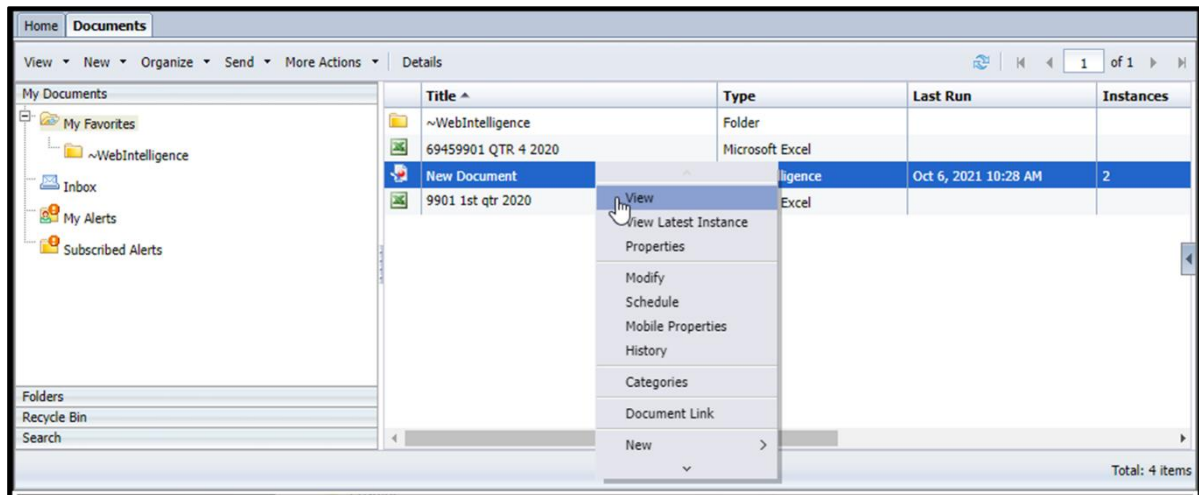 Home Documents
View New Organize Send More Actions Details 1 of 1
My Documents
Title Type Last Run Instances
My Favorites
~WebIntelligence
Inbox
My Alerts
Subscribed Alerts
~WebIntelligence Folder
69459901 QTR 4 2020 Microsoft Excel
New Document lligence Oct 6, 2021 10:28 AM 2
9901 1st qtr 2020 Excel
View
View Latest Instance
Properties
Modify
Schedule
Mobile Properties
History
Categories
Document Link
New
Folders
Recycle Bin
Search
Total: 4 items